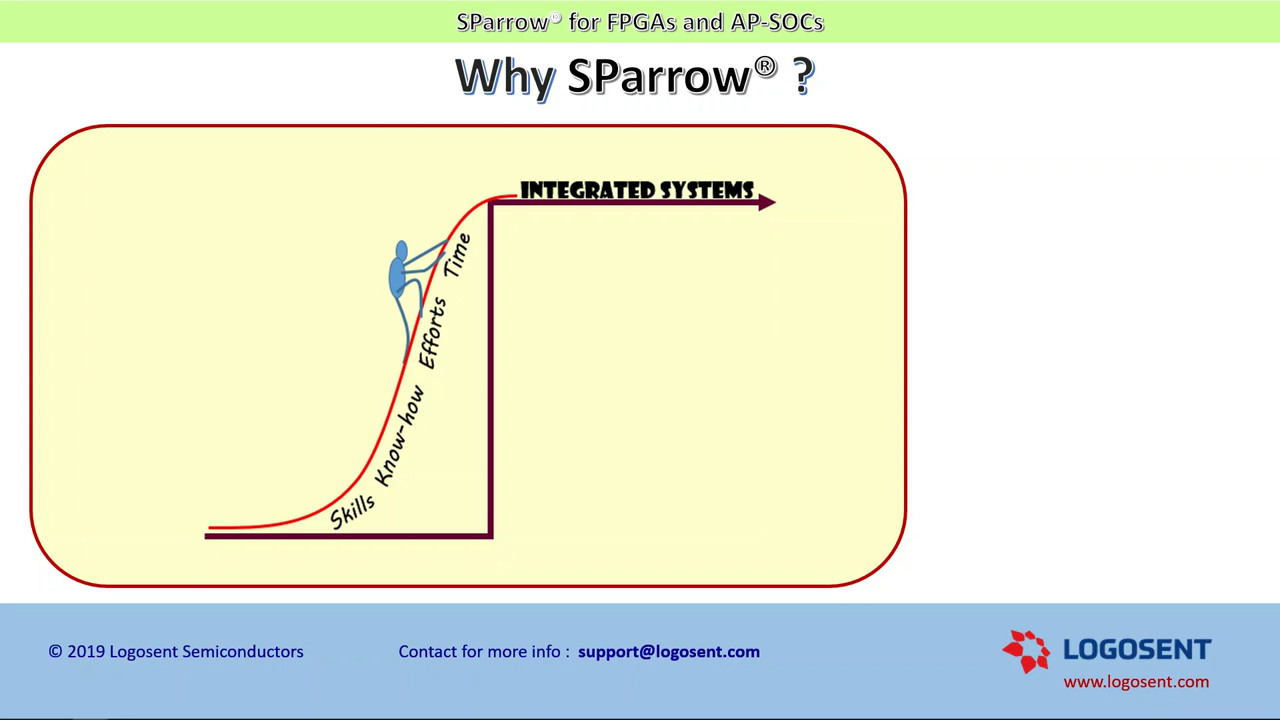 SParrow® for FPGAs and AP-SOCs
Why SParrow® ?
INTEGRATED SYSTEMS
Time
Efforts
Know-how
Skills
© 2019 Logosent Semiconductors
Contact for more info : support@logosent.com
LOGOSENT
www.logosent.com